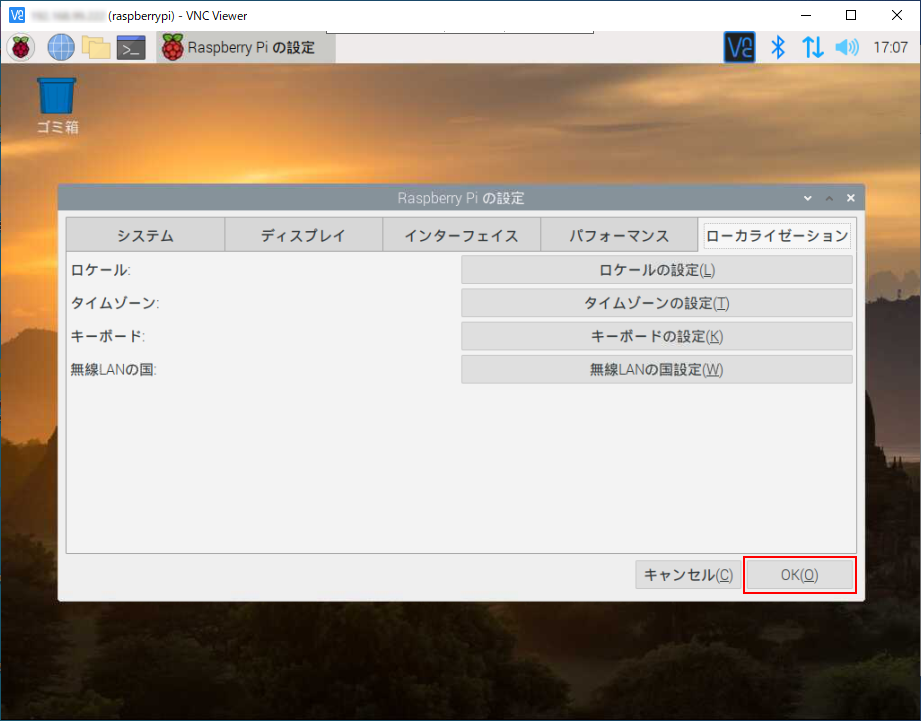 (raspberrypi) - VNC Viewer
Raspberry Pi の設定
17:07
ゴミ箱
Raspberry Pi の設定
システム ディスプレイ インターフェイス パフォーマンス ローカライゼーション
ロケール: ロケールの設定(L)
タイムゾーン: タイムゾーンの設定(T)
キーボード: キーボードの設定(K)
無線LANの国: 無線LANの国設定(W)
キャンセル(C) OK(O)